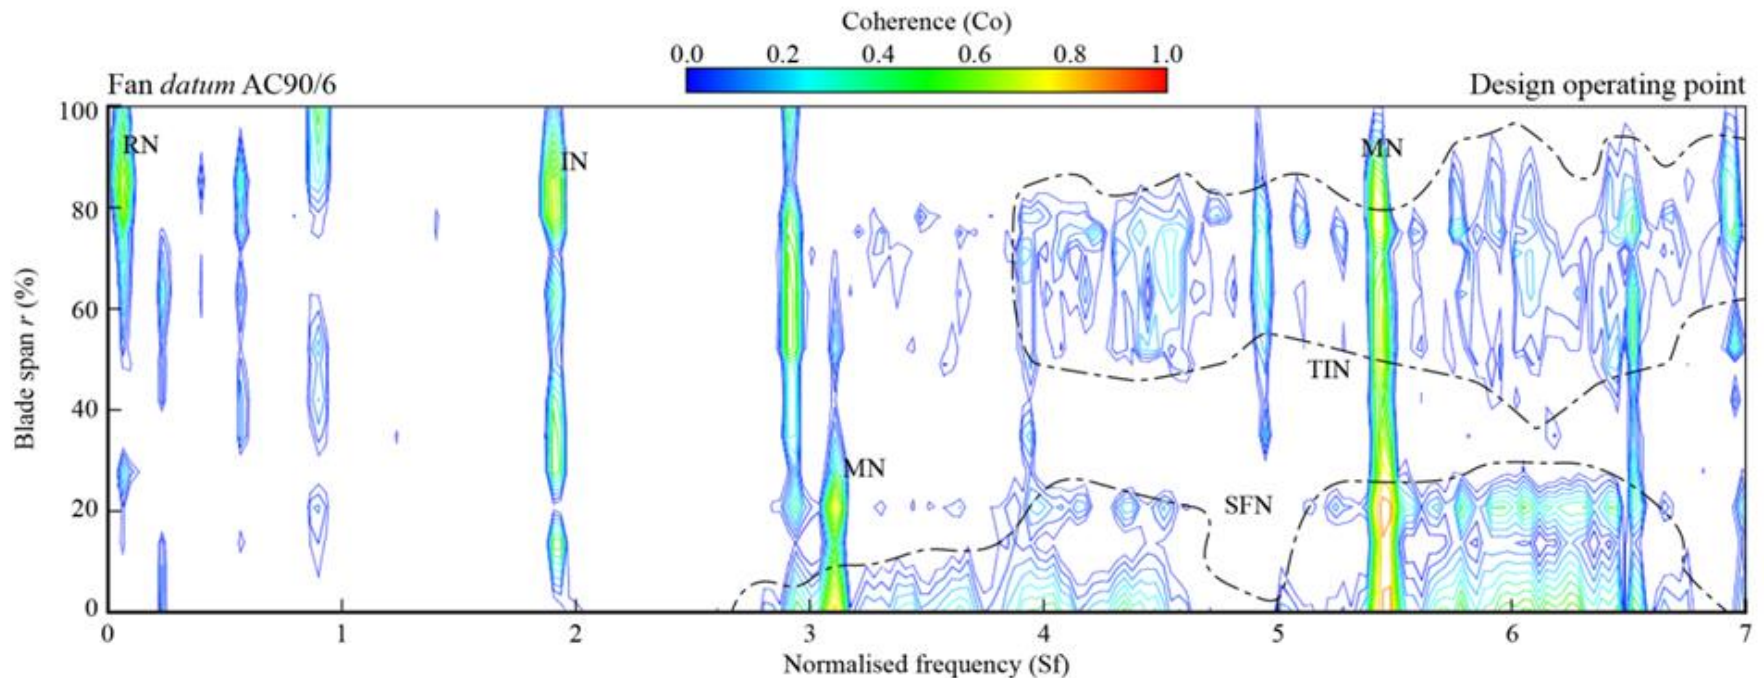 Coherence (Co)
0.0 0.2 0.4 0.6 0.8 1.0
Fan datum AC90/6 Design operating point
100
RN
IN
MN
80
60
TIN
40
MN
20
SFN
0
Blade span r (%)
0 1 2 3 4 5 6 7
Normalised frequency (Sf)